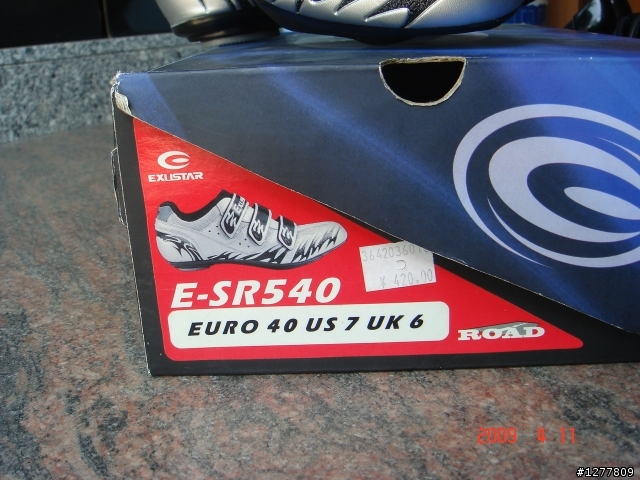 EXUSTAR
¥ 420.00
E-SR540
EURO 40 US 7 UK 6
ROAD
2009 4 11
#1277809